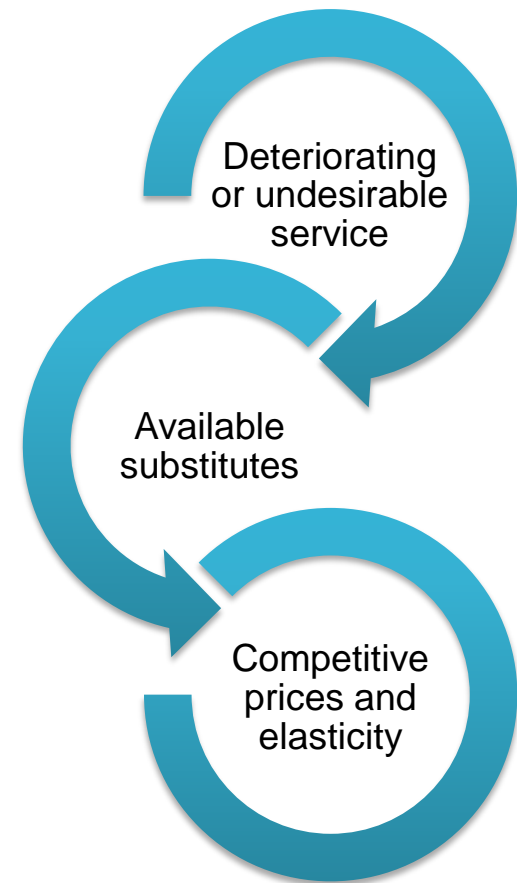 Deteriorating
or undesirable
service
Available
substitutes
Competitive
prices and
elasticity